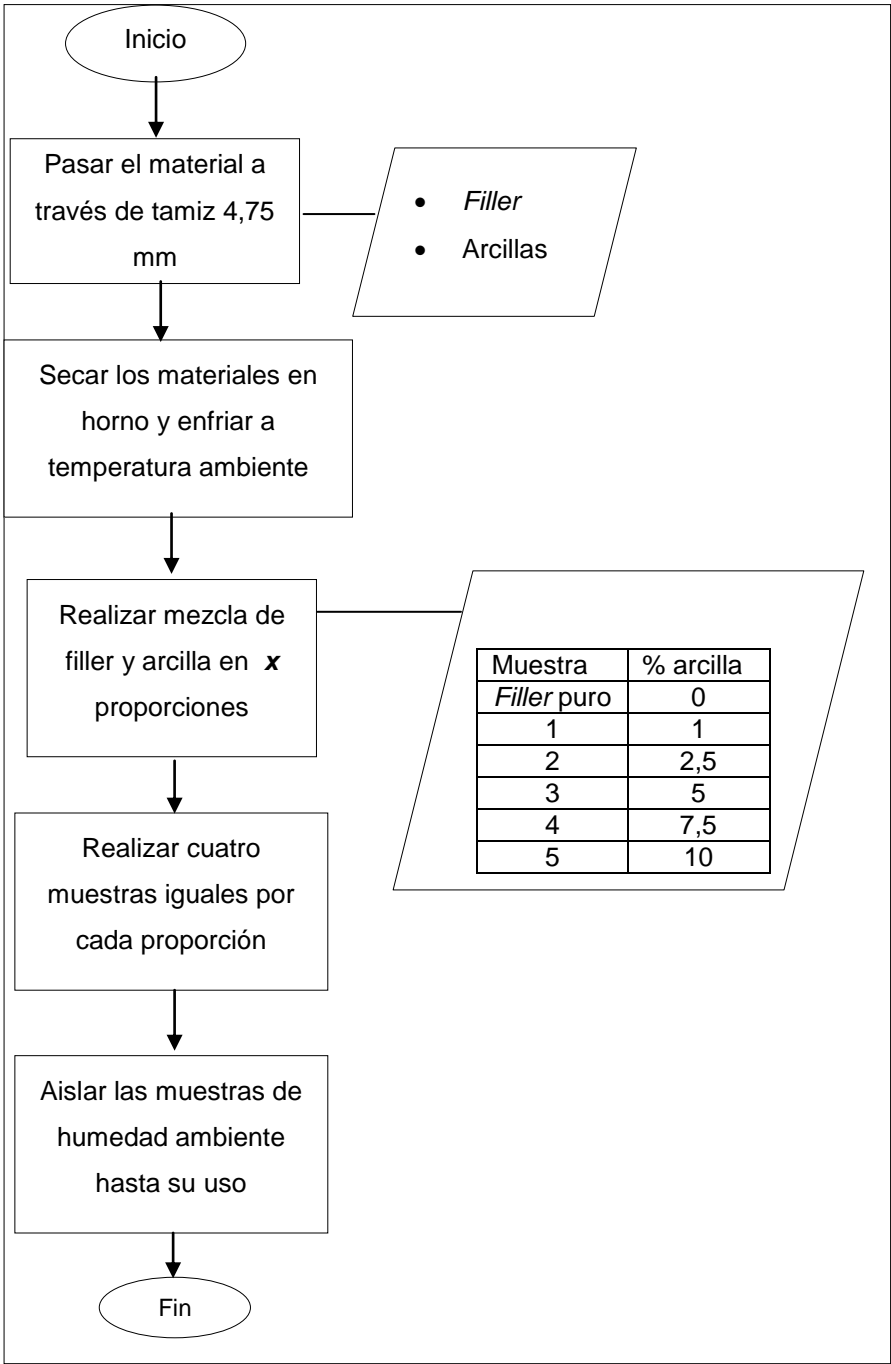 Inicio
Pasar el material a
través de tamiz 4,75
mm
• Filler
• Arcillas
Secar los materiales en
horno y enfriar a
temperatura ambiente
Realizar mezcla de
filler y arcilla en x
proporciones
Muestra % arcilla
Filler puro 0
1 1
2 2,5
3 5
4 7,5
5 10
Realizar cuatro
muestras iguales por
cada proporción
Aislar las muestras de
humedad ambiente
hasta su uso
Fin